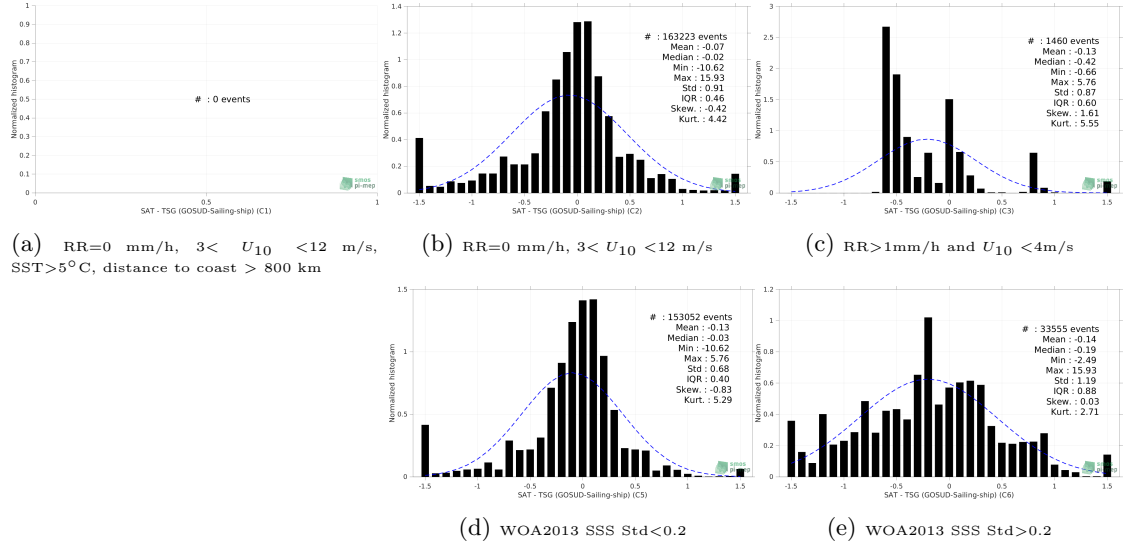 1
0.9
0.8
0.7
0.6
0.5
0.4
0.3
0.2
0.1
0
Normalized histogram
# : 0 events
smos
pi-mep
0 0.5 1
SAT - TSG (GOSUD-Sailing-ship) (C1)
(a) RR=0 mm/h, 3< U10 <12 m/s,
SST>5°C, distance to coast > 800 km
1.4
1.2
1
0.8
0.6
0.4
0.2
0
Normalized histogram
# : 163223 events
Mean : -0.07
Median : -0.02
Min : -10.62
Max : 15.93
Std : 0.91
IQR : 0.46
Skew. : -0.42
Kurt. : 4.42
smos
pi-mep
-1.5 -1 -0.5 0 0.5 1 1.5
SAT - TSG (GOSUD-Sailing-ship) (C2)
(b) RR=0 mm/h, 3< U10 <12 m/s
3
2.5
2
1.5
1
0.5
0
Normalized histogram
# : 1460 events
Mean : -0.13
Median : -0.42
Min : -0.66
Max : 5.76
Std : 0.87
IQR : 0.60
Skew. : 1.61
Kurt. : 5.55
smos
pi-mep
-1.5 -1 -0.5 0 0.5 1 1.5
SAT - TSG (GOSUD-Sailing-ship) (C3)
(c) RR>1mm/h and U10 <4m/s
1.5
1
0.5
0
Normalized histogram
# : 153052 events
Mean : -0.13
Median : -0.03
Min : -10.62
Max : 5.76
Std : 0.68
IQR : 0.40
Skew. : -0.83
Kurt. : 5.29
smos
pi-mep
-1.5 -1 -0.5 0 0.5 1 1.5
SAT - TSG (GOSUD-Sailing-ship) (C5)
(d) WOA2013 SSS Std<0.2
1.2
1
0.8
0.6
0.4
0.2
0
Normalized histogram
# : 33555 events
Mean : -0.14
Median : -0.19
Min : -2.49
Max : 15.93
Std : 1.19
IQR : 0.88
Skew. : 0.03
Kurt. : 2.71
smos
pi-mep
-1.5 -1 -0.5 0 0.5 1 1.5
SAT - TSG (GOSUD-Sailing-ship) (C6)
(e) WOA2013 SSS Std>0.2